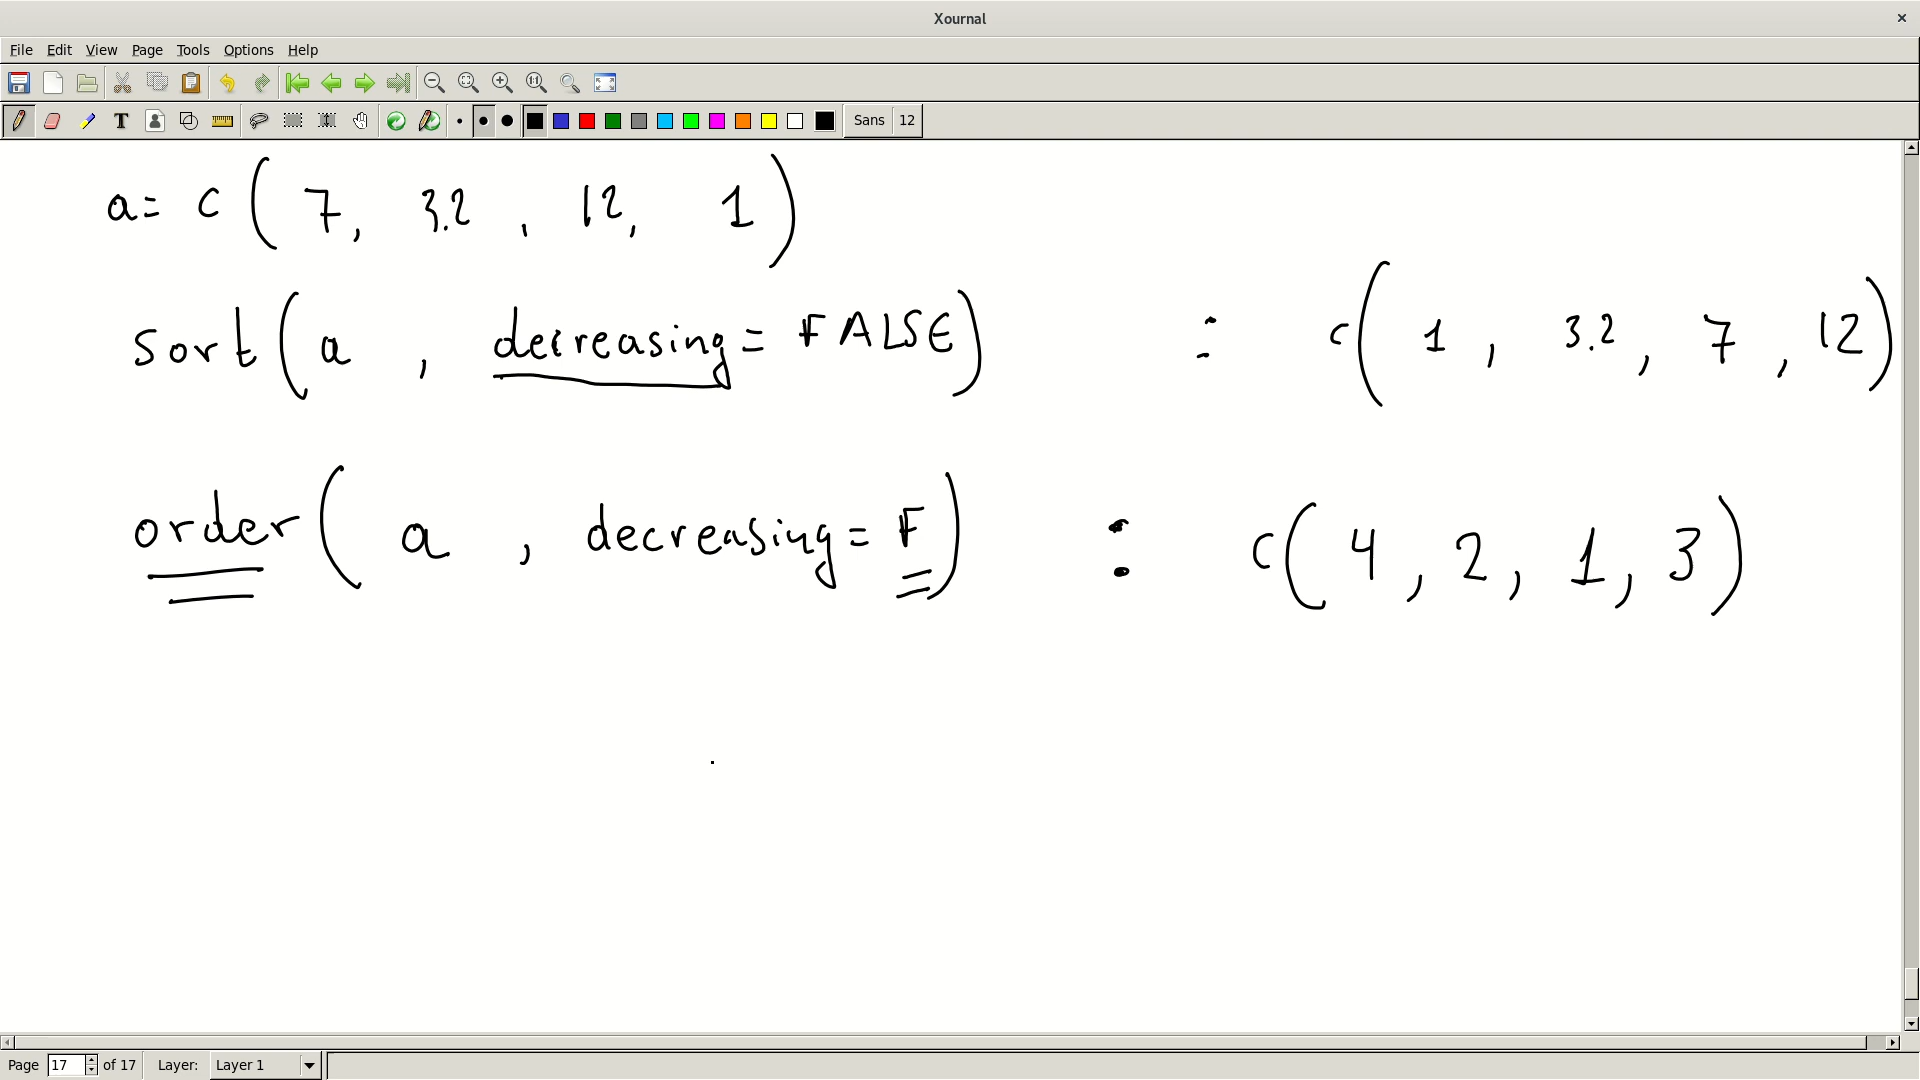 Xournal
File Edit View Page Tools Options Help
Sans 12
a= c ( 7, 3.2 , 12, 1 )
sort ( a , decreasing = FALSE ) : c ( 1 , 3.2 , 7 , 12 )
order ( a , decreasing = F ) : c ( 4 , 2 , 1 , 3 )
Page 17 of 17 Layer: Layer 1